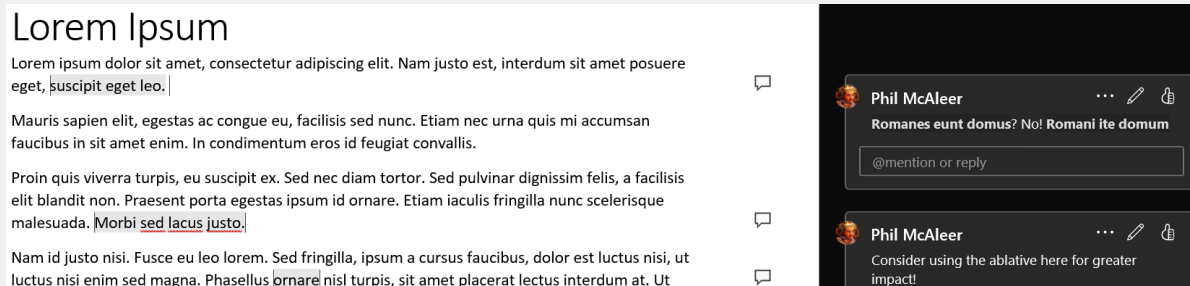 Lorem Ipsum
Lorem ipsum dolor sit amet, consectetur adipiscing elit. Nam justo est, interdum sit amet posuere
eget, suscipit eget leo.
Mauris sapien elit, egestas ac congue eu, facilisis sed nunc. Etiam nec urna quis mi accumsan
faucibus in sit amet enim. In condimentum eros id feugiat convallis.
Proin quis viverra turpis, eu suscipit ex. Sed nec diam tortor. Sed pulvinar dignissim felis, a facilisis
elit blandit non. Praesent porta egestas ipsum id ornare. Etiam iaculis fringilla nunc scelerisque
malesuada. Morbi sed lacus justo.
Nam id justo nisi. Fusce eu leo lorem. Sed fringilla, ipsum a cursus faucibus, dolor est luctus nisi, ut
luctus nisi enim sed magna. Phasellus ornare nisl turpis, sit amet placerat lectus interdum at. Ut
Phil McAleer
Romanes eunt domus? No! Romani ite domum
@mention or reply
Phil McAleer
Consider using the ablative here for greater
impact!